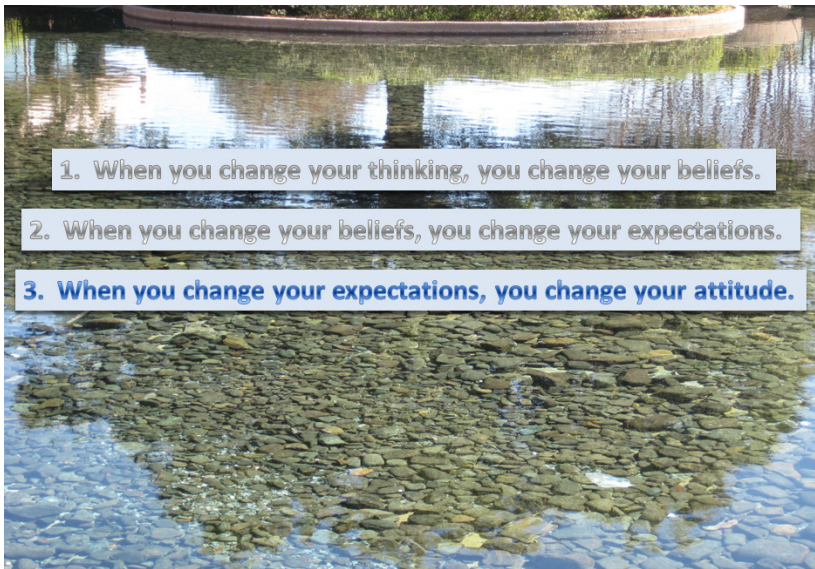 1. When you change your thinking, you change your beliefs.
2. When you change your beliefs, you change your expectations.
3. When you change your expectations, you change your attitude.